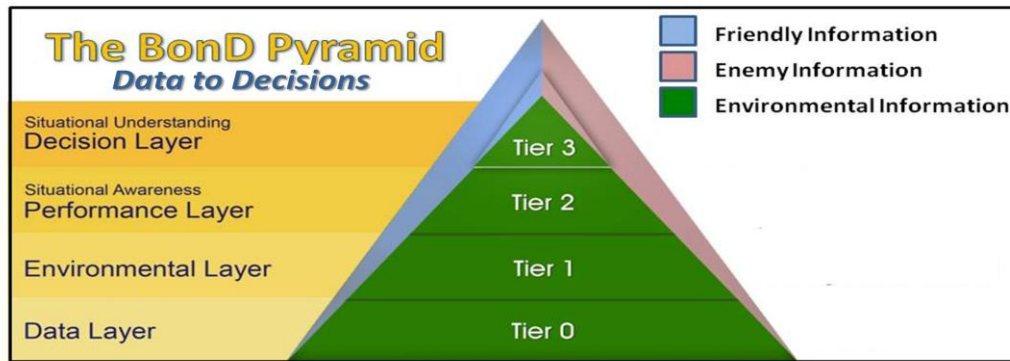 The BonD Pyramid
Data to Decisions
Friendly Information
Enemy Information
Environmental Information
Situational Understanding
Decision Layer
Tier 3
Situational Awareness
Performance Layer
Tier 2
Environmental Layer
Tier 1
Data Layer
Tier 0